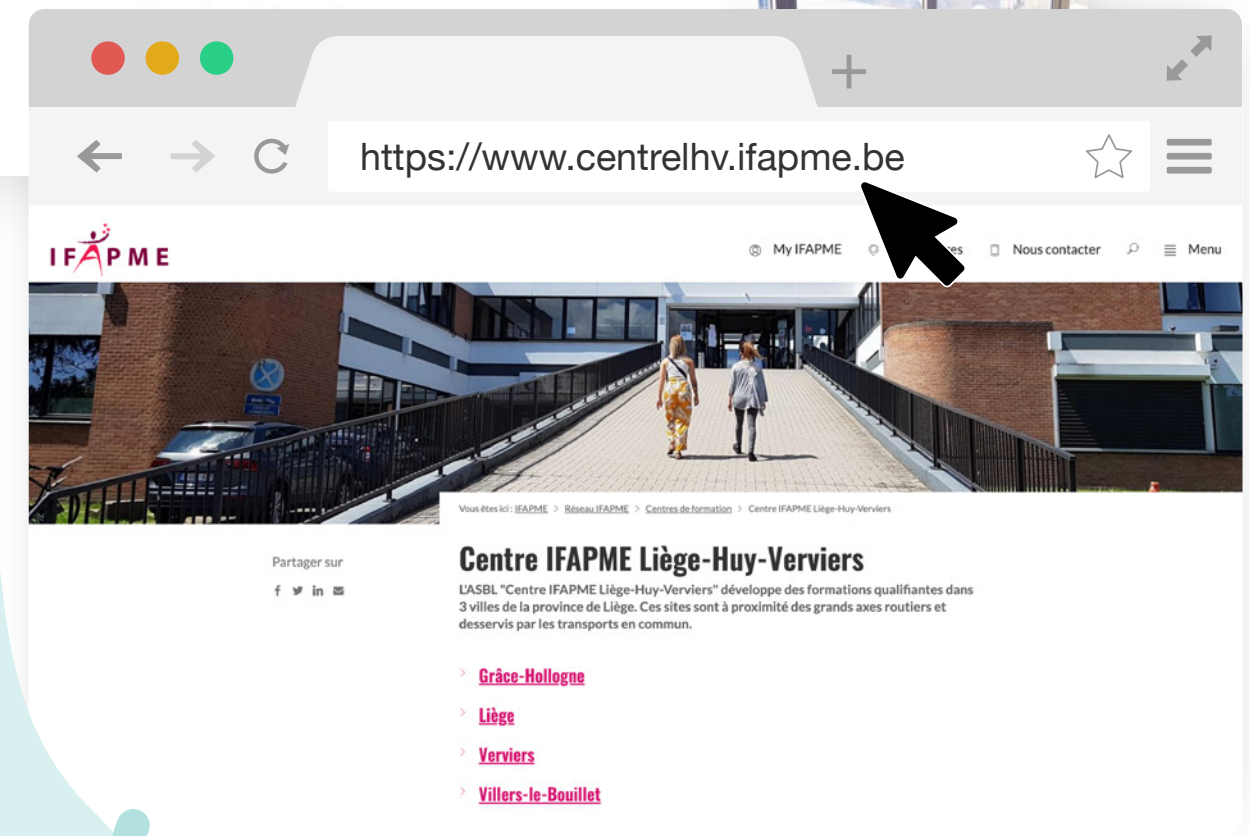 https://www.centrelhv.ifapme.be
IFAPME
My IFAPME
Nous contacter
Menu
Vous êtes ici : IFAPME > Réseau IFAPME > Centres de formation > Centre IFAPME Liège-Huy-Verviers
Partager sur
Centre IFAPME Liège-Huy-Verviers
L'ASBL "Centre IFAPME Liège-Huy-Verviers" développe des formations qualifiantes dans
3 villes de la province de Liège. Ces sites sont à proximité des grands axes routiers et
desservis par les transports en commun.
Grâce-Hollogne
Liège
Verviers
Villers-le-Bouillet